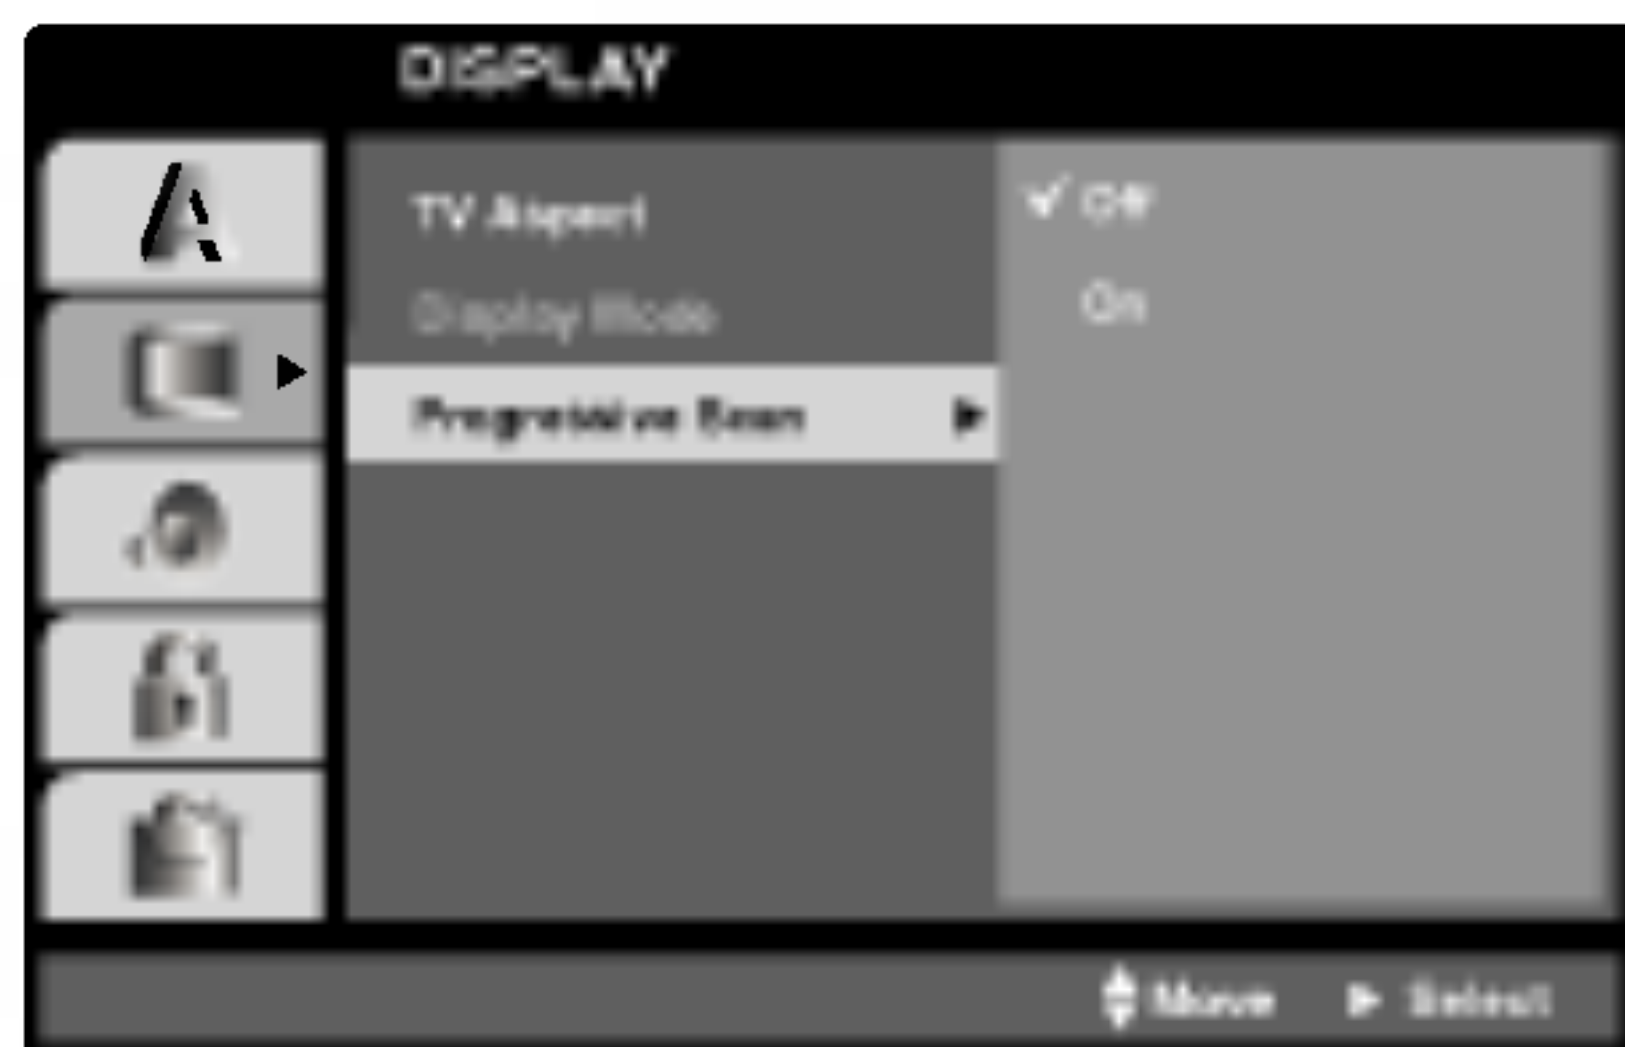 DISPLAY
TV Aspect
Display Mode
Progressive Scan
✓ Off
On
Move ► Select